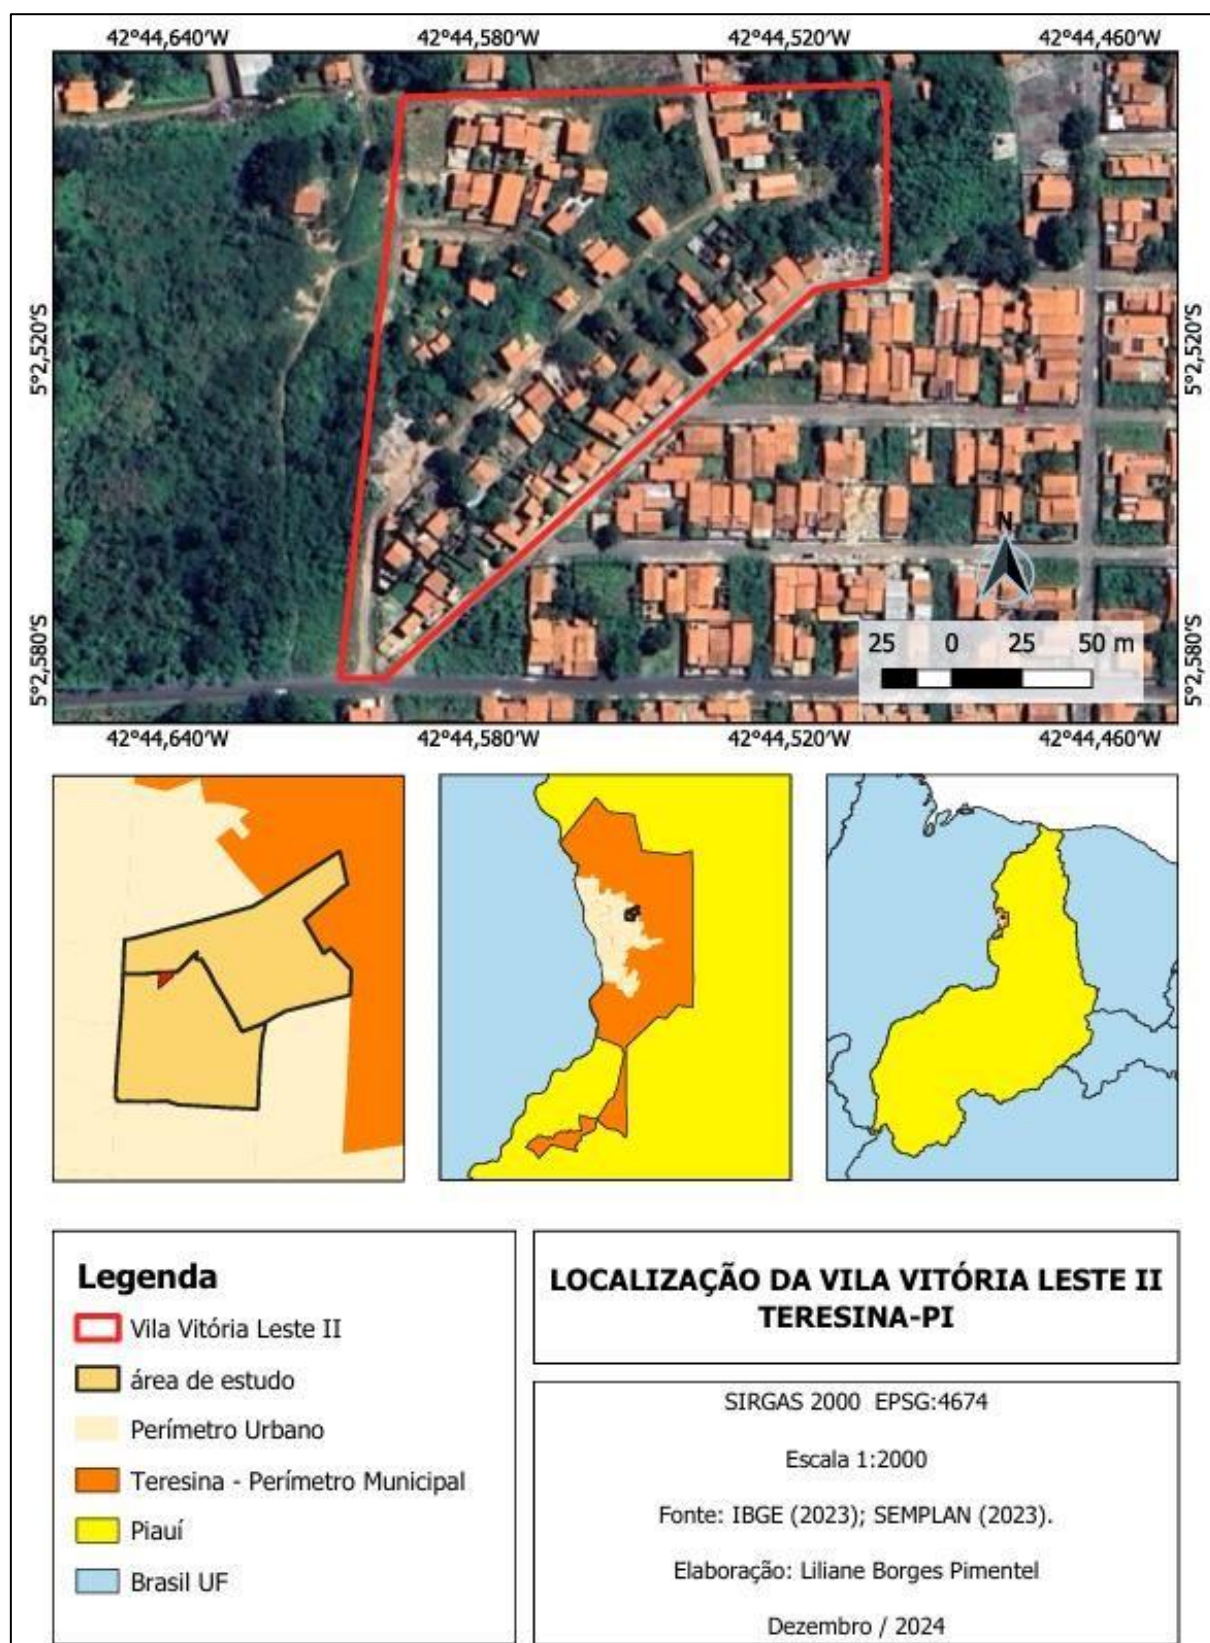 42°44,640'W 42°44,580'W 42°44,520'W 42°44,460'W
5°2,520'S
5°2,520'S
5°2,580'S
5°2,580'S
N
25 0 25 50 m
42°44,640'W 42°44,580'W 42°44,520'W 42°44,460'W
Legenda
Vila Vitória Leste II
área de estudo
Perímetro Urbano
Teresina - Perímetro Municipal
Piauí
Brasil UF
LOCALIZAÇÃO DA VILA VITÓRIA LESTE II
TERESINA-PI
SIRGAS 2000 EPSG:4674
Escala 1:2000
Fonte: IBGE (2023); SEMPLAN (2023).
Elaboração: Liliane Borges Pimentel
Dezembro / 2024